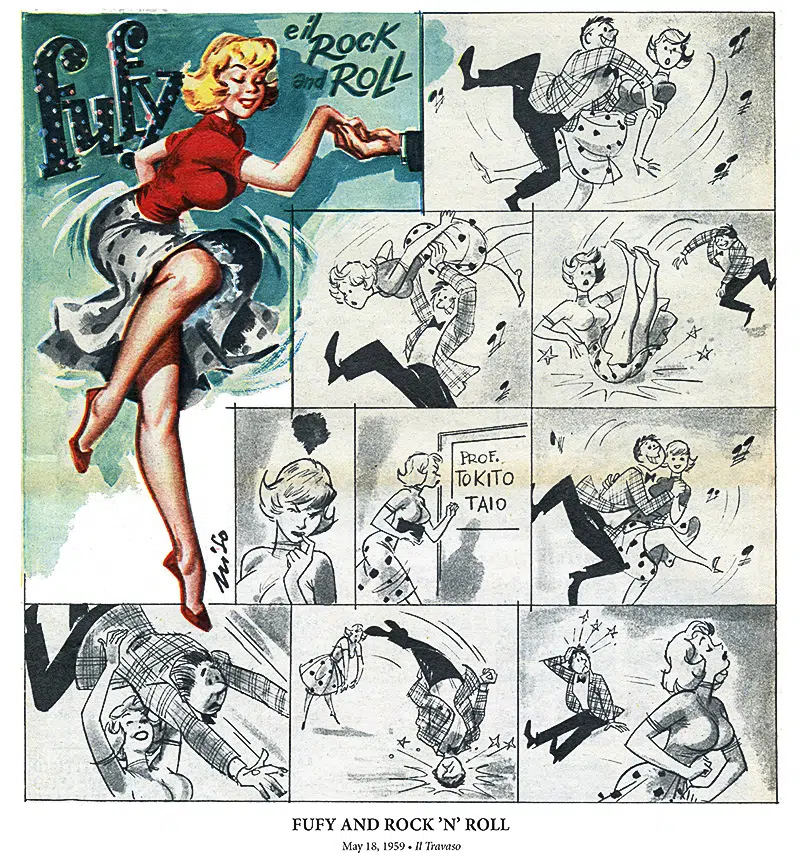 fufy
e il
ROCK
and ROLL
PROF.
TOKITO
TAIO
FUFY AND ROCK 'N' ROLL
May 18, 1959 • Il Travaso